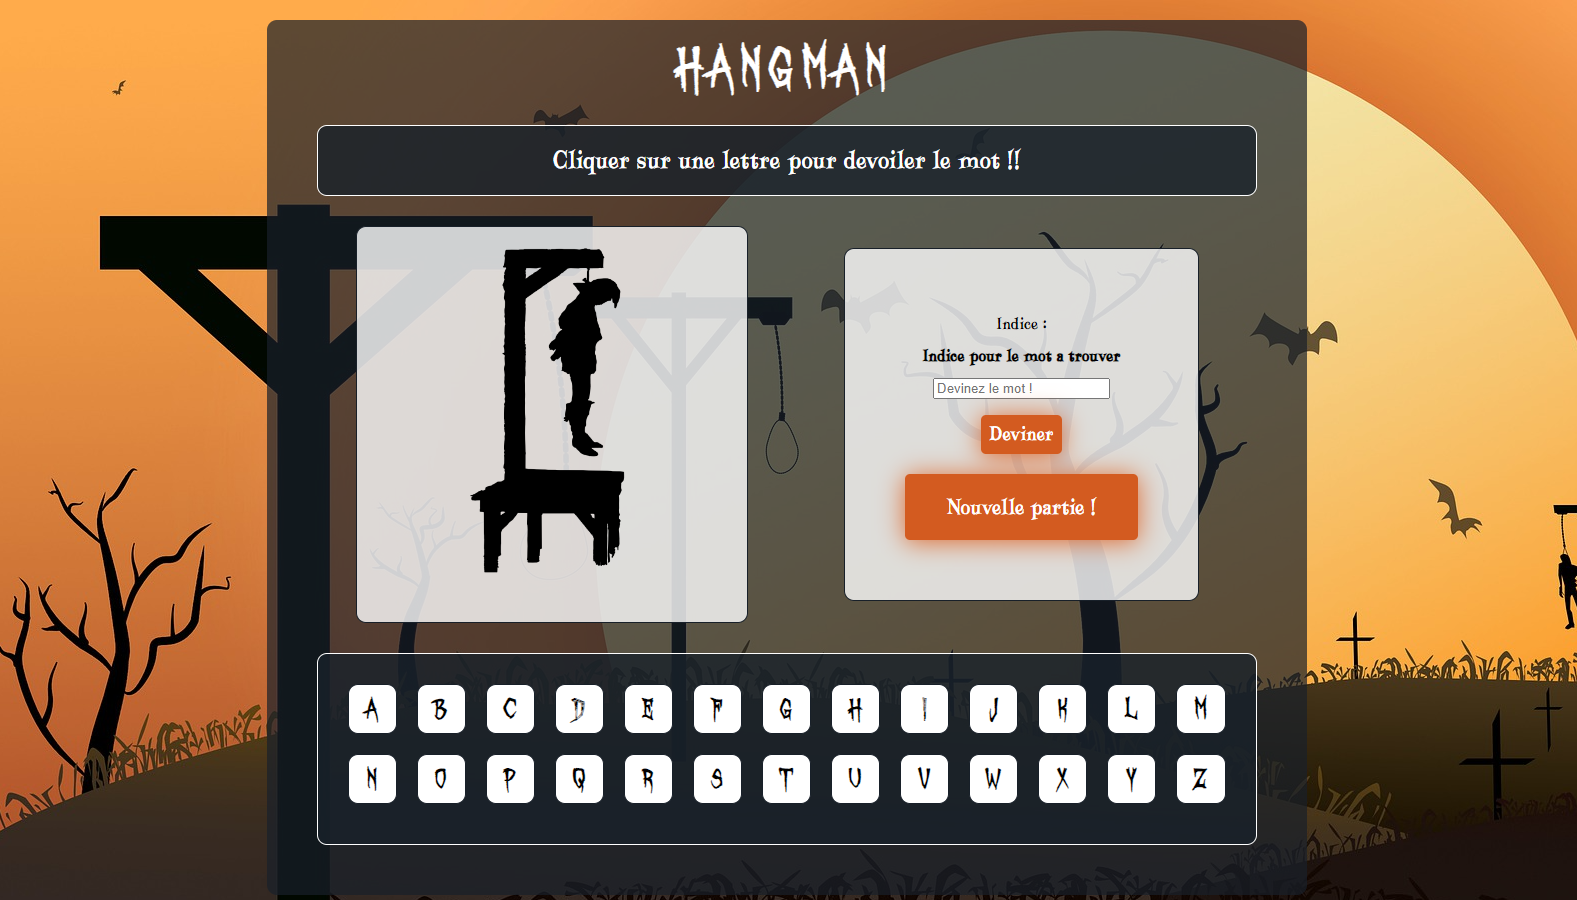 HANGMAN
Cliquer sur une lettre pour devoiler le mot !!
Indice :
Indice pour le mot a trouver
Devinez le mot !
Deviner
Nouvelle partie !
A B C D E F G H I J K L M
N O P Q R S T U V W X Y Z